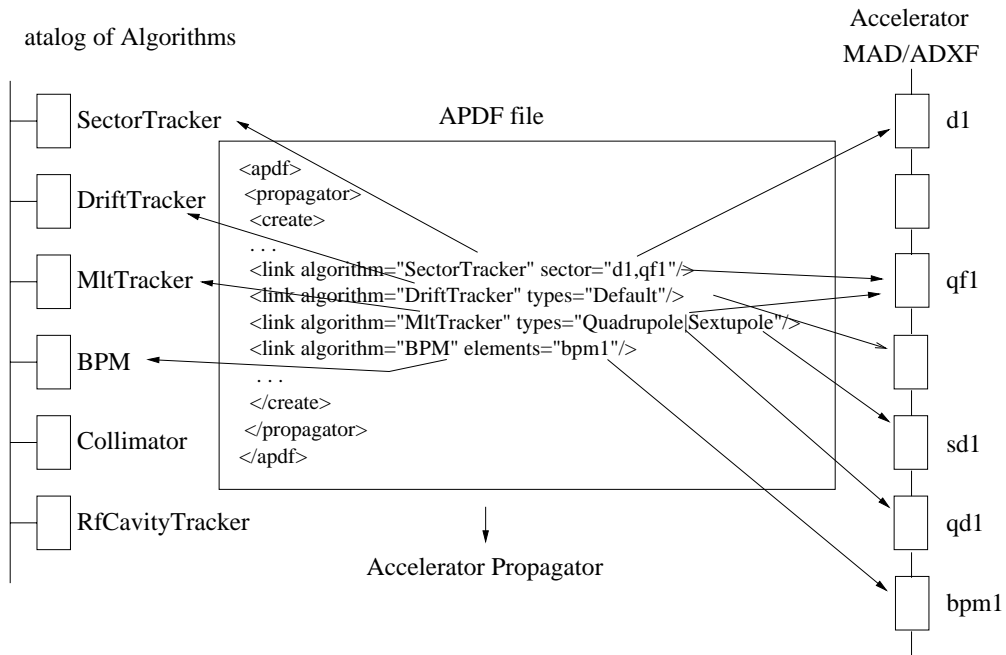 atalog of Algorithms
SectorTracker
DriftTracker
MltTracker
BPM
Collimator
RfCavityTracker
APDF file
<apdf>
<propagator>
<create>
. . .
<link algorithm="SectorTracker" sector="d1,qf1"/>
<link algorithm="DriftTracker" types="Default"/>
<link algorithm="MltTracker" types="Quadrupole|Sextupole"/>
<link algorithm="BPM" elements="bpm1"/>
. . .
</create>
</propagator>
</apdf>
Accelerator Propagator
Accelerator
MAD/ADXF
d1
qf1
sd1
qd1
bpm1